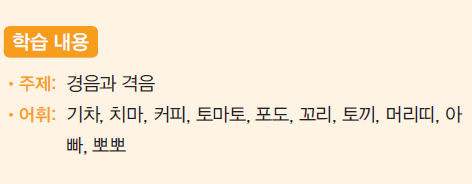 학습 내용
• 주제: 경음과 격음
• 어휘: 기차, 치마, 커피, 토마토, 포도, 꼬리, 토끼, 머리띠, 아
빠, 뽀뽀